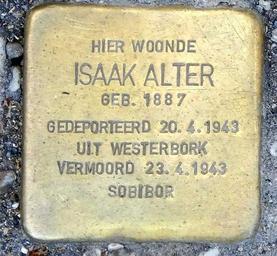 HIER WOONDE
ISAAK ALTER
GEB. 1887
GEDEPORTEERD 20.4.1943
UIT WESTERBORK
VERMOORD 23.4.1943
SOBIBOR